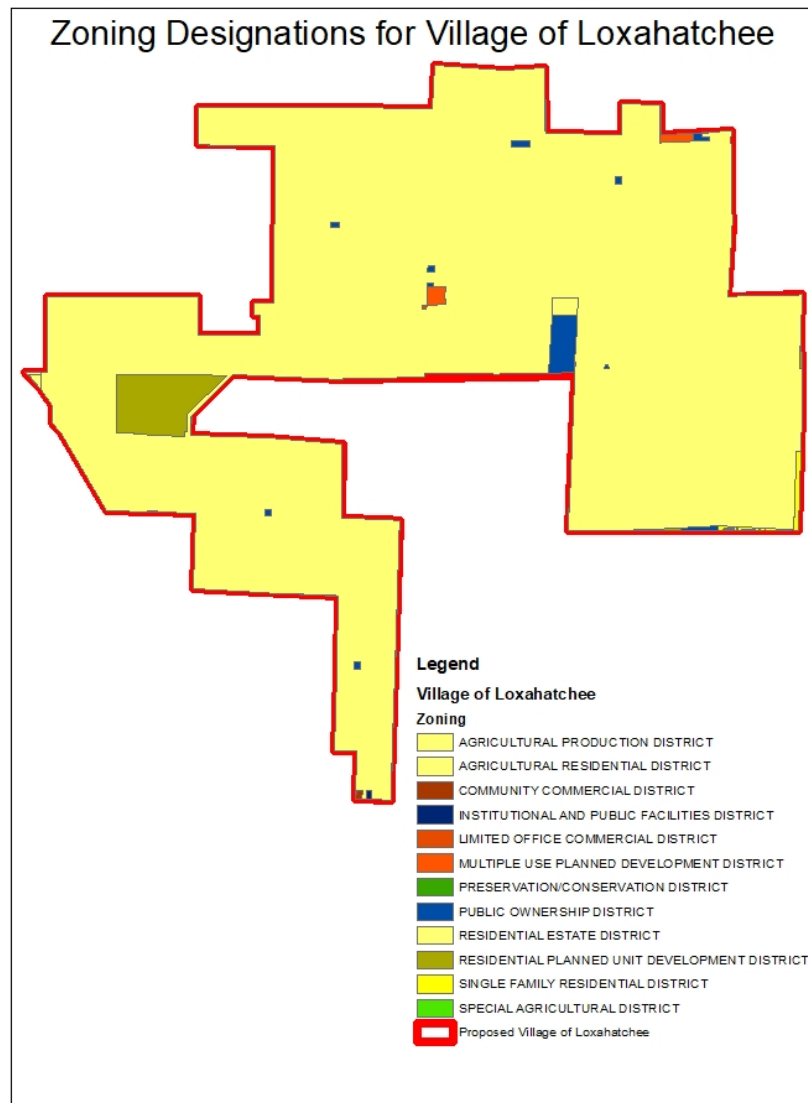 Zoning Designations for Village of Loxahatchee
Legend
Village of Loxahatchee
Zoning
AGRICULTURAL PRODUCTION DISTRICT
AGRICULTURAL RESIDENTIAL DISTRICT
COMMUNITY COMMERCIAL DISTRICT
INSTITUTIONAL AND PUBLIC FACILITIES DISTRICT
LIMITED OFFICE COMMERCIAL DISTRICT
MULTIPLE USE PLANNED DEVELOPMENT DISTRICT
PRESERVATION/CONSERVATION DISTRICT
PUBLIC OWNERSHIP DISTRICT
RESIDENTIAL ESTATE DISTRICT
RESIDENTIAL PLANNED UNIT DEVELOPMENT DISTRICT
SINGLE FAMILY RESIDENTIAL DISTRICT
SPECIAL AGRICULTURAL DISTRICT
Proposed Village of Loxahatchee